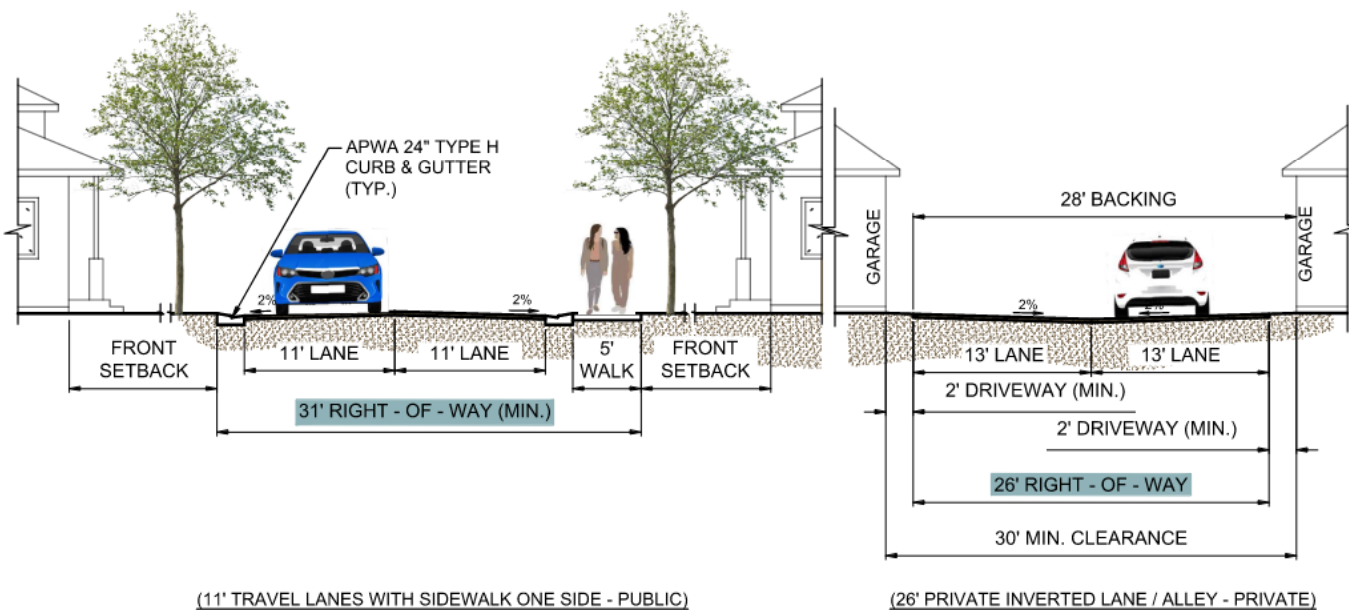 APWA 24" TYPE H
CURB & GUTTER
(TYP.)
2%
2%
11' LANE
11' LANE
5'
WALK
FRONT
SETBACK
FRONT
SETBACK
31' RIGHT - OF - WAY (MIN.)
(11' TRAVEL LANES WITH SIDEWALK ONE SIDE - PUBLIC)
28' BACKING
GARAGE
GARAGE
2%
2%
13' LANE
13' LANE
2' DRIVEWAY (MIN.)
2' DRIVEWAY (MIN.)
26' RIGHT - OF - WAY
30' MIN. CLEARANCE
(26' PRIVATE INVERTED LANE / ALLEY - PRIVATE)